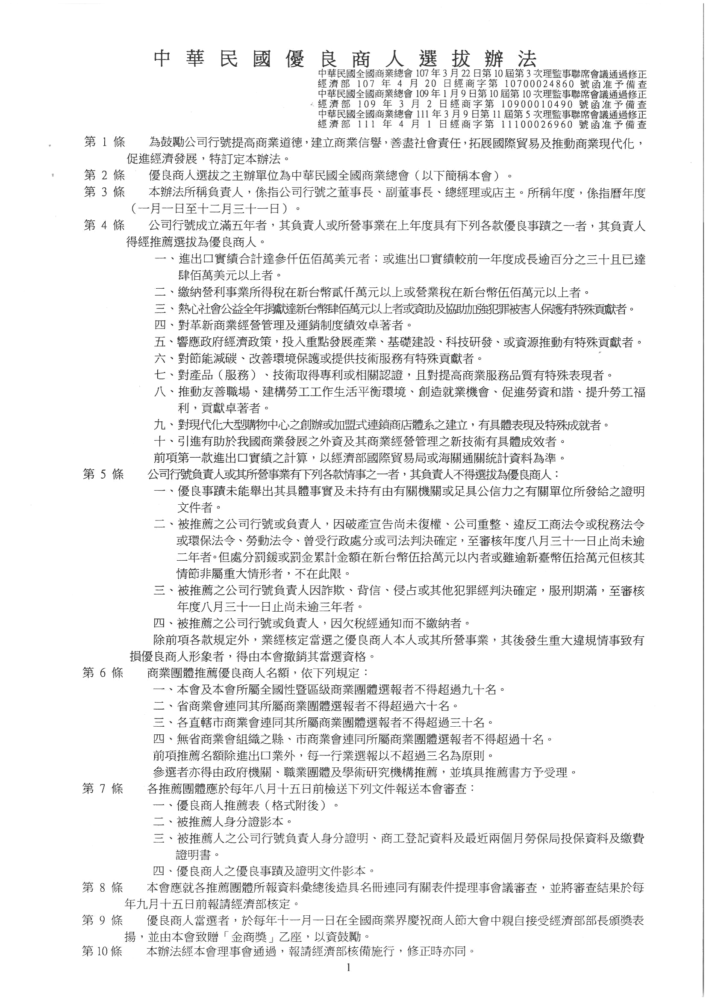 中華民國優良商人選拔辦法
中華民國全國商業總會 107 年 3 月 22 日第 10 屆第 3 次理監事聯席會議通過修正
經濟部 107 年 4 月 20 日經商字第 10700024860 號函准予備查
中華民國全國商業總會 109 年 1 月 9 日第 10 屆第 10 次理監事聯席會議通過修正
經濟部 109 年 3 月 2 日經商字第 10900010490 號函准予備查
中華民國全國商業總會 111 年 3 月 9 日第 11 屆第 5 次理監事聯席會議通過修正
經濟部 111 年 4 月 1 日經商字第 11100026960 號函准予備查
第 1 條 為鼓勵公司行號提高商業道德，建立商業信譽，善盡社會責任，拓展國際貿易及推動商業現代化，
促進經濟發展，特訂定本辦法。
第 2 條 優良商人選拔之主辦單位為中華民國全國商業總會（以下簡稱本會）。
第 3 條 本辦法所稱負責人，係指公司行號之董事長、副董事長、總經理或店主。所稱年度，係指曆年度
（一月一日至十二月三十一日）。
第 4 條 公司行號成立滿五年者，其負責人或所營事業在上年度具有下列各款優良事蹟之一者，其負責人
得經推薦選拔為優良商人。
一、進出口實績合計達參仟伍佰萬美元者；或進出口實績較前一年度成長逾百分之三十且已達
肆佰萬美元以上者。
二、繳納營利事業所得稅在新台幣貳仟萬元以上或營業稅在新台幣伍佰萬元以上者。
三、熱心社會公益全年捐獻達新台幣肆佰萬元以上者或資助及協助加強犯罪被害人保護有特殊貢獻者。
四、對革新商業經營管理及運銷制度績效卓著者。
五、響應政府經濟政策，投入重點發展產業、基礎建設、科技研發、或資源推動有特殊貢獻者。
六、對節能減碳、改善環境保護或提供技術服務有特殊貢獻者。
七、對產品（服務）、技術取得專利或相關認證，且對提高商業服務品質有特殊表現者。
八、推動友善職場、建構勞工工作生活平衡環境、創造就業機會、促進勞資和諧、提升勞工福
利，貢獻卓著者。
九、對現代化大型購物中心之創辦或加盟式連鎖商店體系之建立，有具體表現及特殊成就者。
十、引進有助於我國商業發展之外資及其商業經營管理之新技術有具體成效者。
前項第一款進出口實績之計算，以經濟部國際貿易局或海關通關統計資料為準。
第 5 條 公司行號負責人或其所營事業有下列各款情事之一者，其負責人不得選拔為優良商人：
一、優良事蹟未能舉出其具體事實及未持有由有關機關或足具公信力之有關單位所發給之證明
文件者。
二、被推薦之公司行號或負責人，因破產宣告尚未復權、公司重整、違反工商法令或稅務法令
或環保法令、勞動法令、曾受行政處分或司法判決確定，至審核年度八月三十一日止尚未逾
二年者。但處分罰鍰或罰金累計金額在新台幣伍拾萬元以內者或雖逾新臺幣伍拾萬元但核其
情節非屬重大情形者，不在此限。
三、被推薦之公司行號負責人因詐欺、背信、侵占或其他犯罪經判決確定，服刑期滿，至審核
年度八月三十一日止尚未逾三年者。
四、被推薦之公司行號或負責人，因欠稅經通知而不繳納者。
除前項各款規定外，業經核定當選之優良商人本人或其所營事業，其後發生重大違規情事致有
損優良商人形象者，得由本會撤銷其當選資格。
第 6 條 商業團體推薦優良商人名額，依下列規定：
一、本會及本會所屬全國性暨區級商業團體選報者不得超過九十名。
二、省商業會連同其所屬商業團體選報者不得超過六十名。
三、各直轄市商業會連同其所屬商業團體選報者不得超過三十名。
四、無省商業會組織之縣、市商業會連同所屬商業團體選報者不得超過十名。
前項推薦名額除進出口業外，每一行業選報以不超過三名為原則。
參選者亦得由政府機關、職業團體及學術研究機構推薦，並填具推薦書方予受理。
第 7 條 各推薦團體應於每年八月十五日前檢送下列文件報送本會審查：
一、優良商人推薦表（格式附後）。
二、被推薦人身分證影本。
三、被推薦人之公司行號負責人身分證明、商工登記資料及最近兩個月勞保局投保資料及繳費
證明書。
四、優良商人之優良事蹟及證明文件影本。
第 8 條 本會應就各推薦團體所報資料彙總後造具名冊連同有關表件提理事會議審查，並將審查結果於每
年九月十五日前報請經濟部核定。
第 9 條 優良商人當選者，於每年十一月一日在全國商業界慶祝商人節大會中親自接受經濟部部長頒獎表
揚，並由本會致贈「金商獎」乙座，以資鼓勵。
第 10 條 本辦法經本會理事會通過，報請經濟部核備施行，修正時亦同。
1